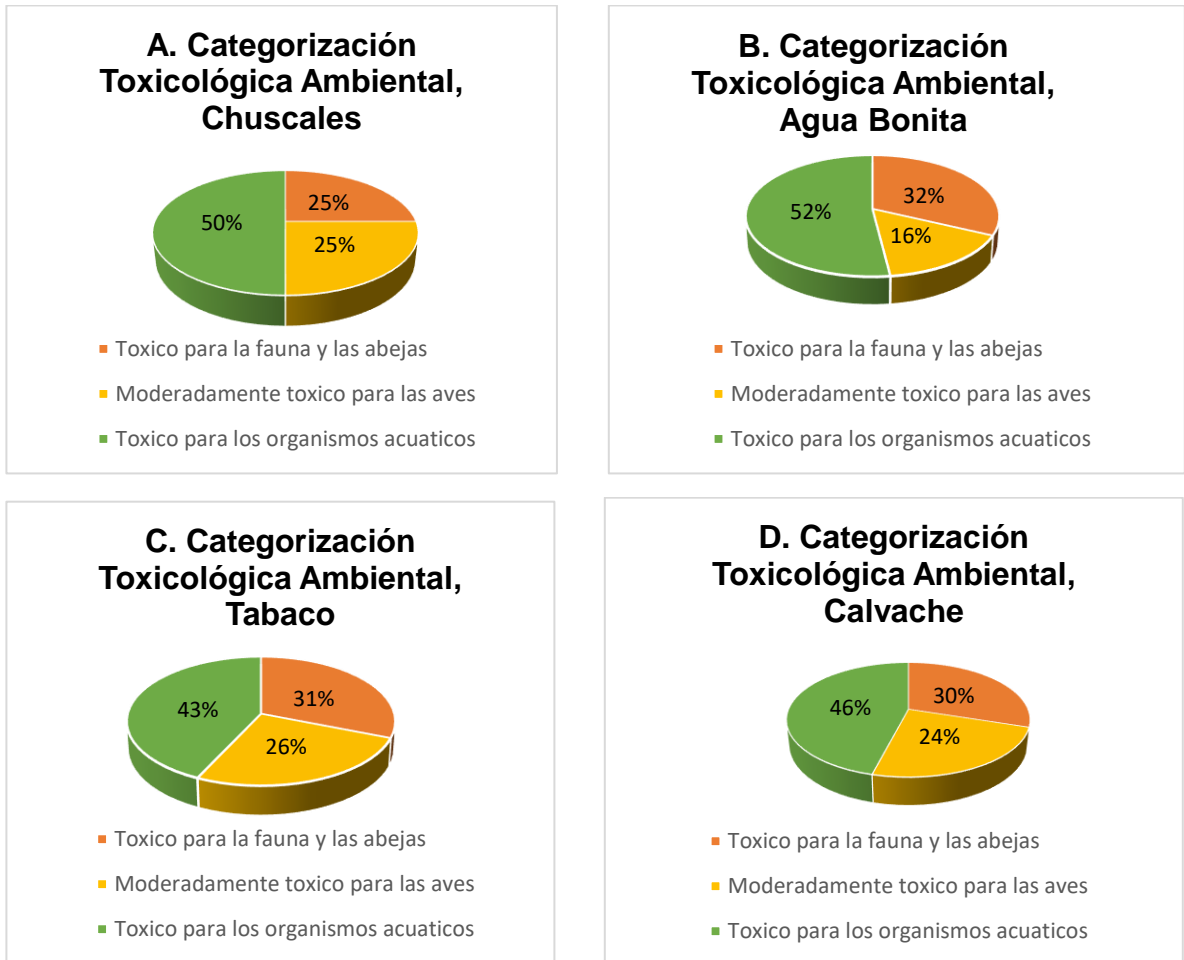 A. Categorización
Toxicológica Ambiental,
Chuscales
50%
25%
25%
Toxico para la fauna y las abejas
Moderadamente toxico para las aves
Toxico para los organismos acuaticos
B. Categorización
Toxicológica Ambiental,
Agua Bonita
52%
32%
16%
Toxico para la fauna y las abejas
Moderadamente toxico para las aves
Toxico para los organismos acuaticos
C. Categorización
Toxicológica Ambiental,
Tabaco
43%
31%
26%
Toxico para la fauna y las abejas
Moderadamente toxico para las aves
Toxico para los organismos acuaticos
D. Categorización
Toxicológica Ambiental,
Calvache
46%
30%
24%
Toxico para la fauna y las abejas
Moderadamente toxico para las aves
Toxico para los organismos acuaticos